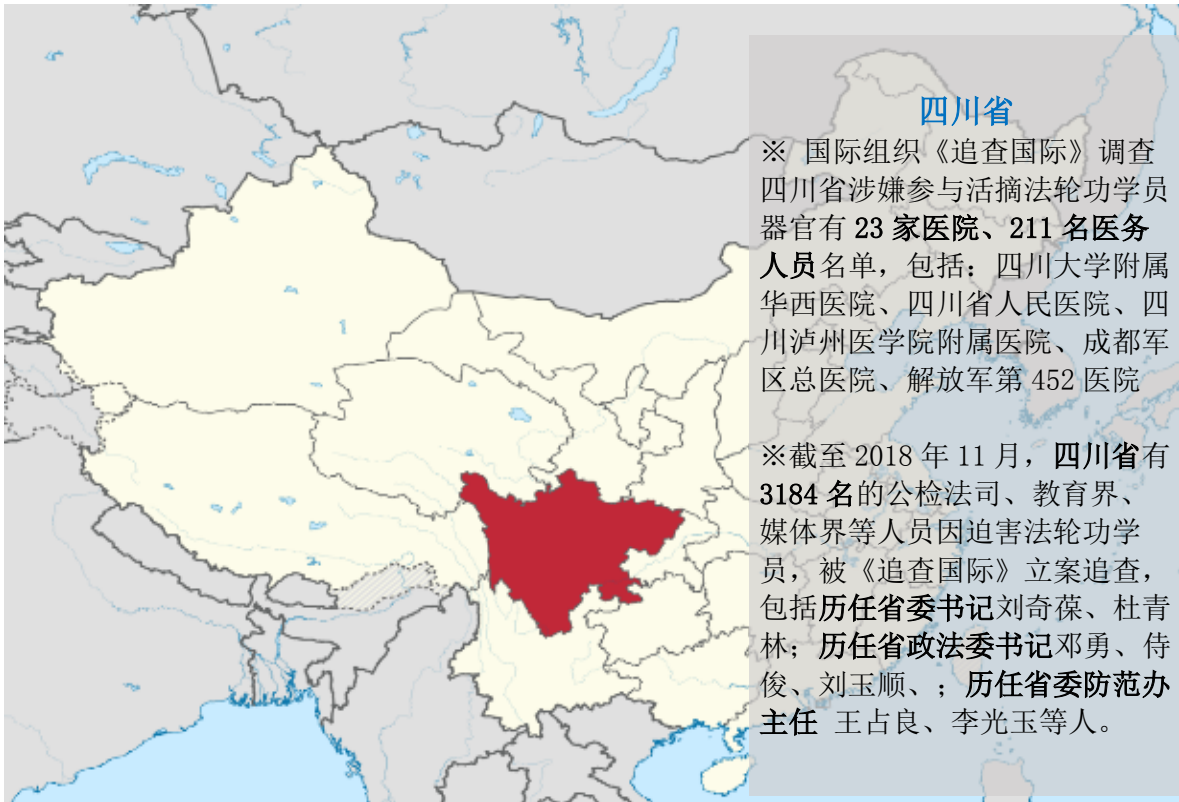 四川省
※ 国际组织《追查国际》调查
四川省涉嫌参与活摘法轮功学员
器官有 23 家医院、211 名医务
人员名单，包括：四川大学附属
华西医院、四川省人民医院、四
川泸州医学院附属医院、成都军
区总医院、解放军第 452 医院
※截至 2018 年 11 月，四川省有
3184 名的公检法司、教育界、
媒体界等人员因迫害法轮功学
员，被《追查国际》立案追查，
包括历任省委书记刘奇葆、杜青
林；历任省政法委书记邓勇、侍
俊、刘玉顺、；历任省委防范办
主任 王占良、李光玉等人。